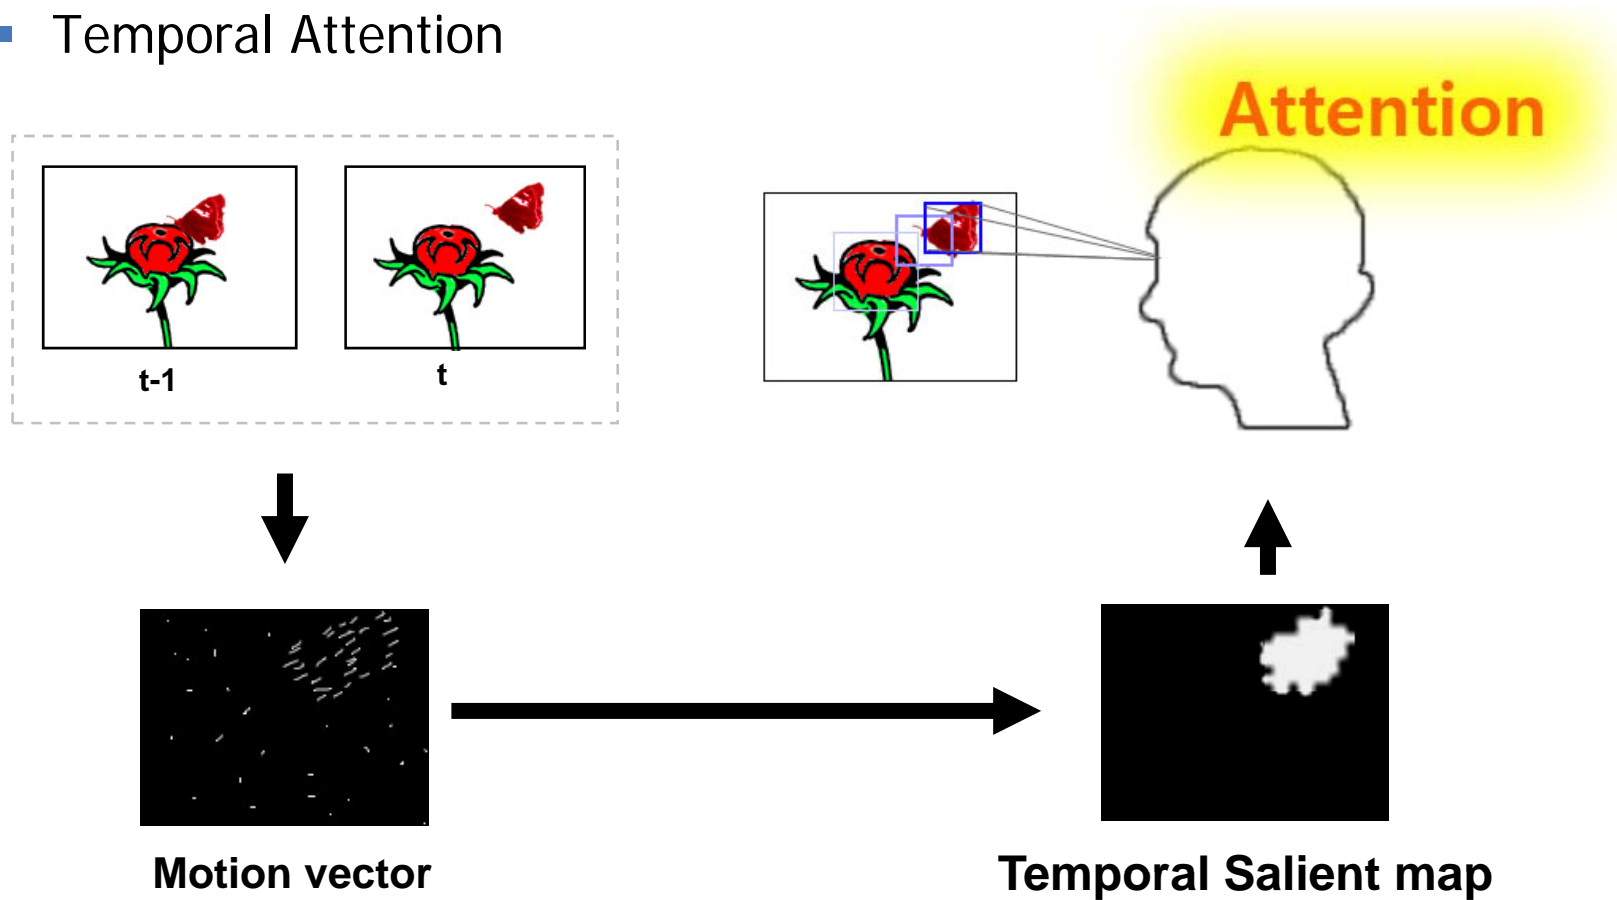 Temporal Attention
Attention
t-1
t
Motion vector
Temporal Salient map